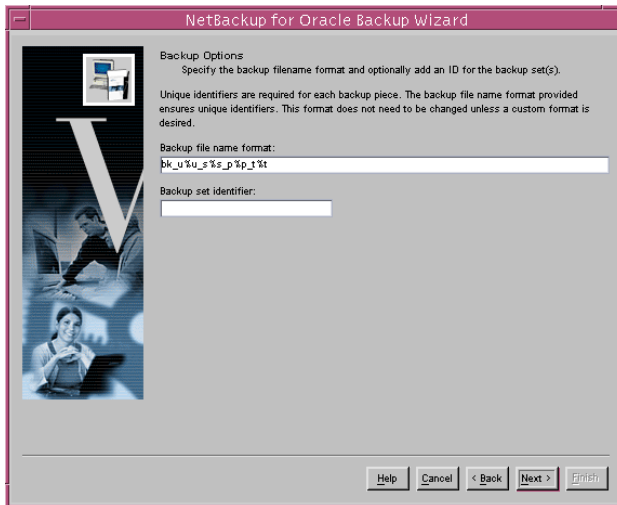 NetBackup for Oracle Backup Wizard
Backup Options
Specify the backup filename format and optionally add an ID for the backup set(s).
Unique identifiers are required for each backup piece. The backup file name format provided
ensures unique identifiers. This format does not need to be changed unless a custom format is
desired.
Backup file name format:
bk_u%u_s%s_p%p_t%t
Backup set identifier:
V
Help Cancel < Back Next > Finish